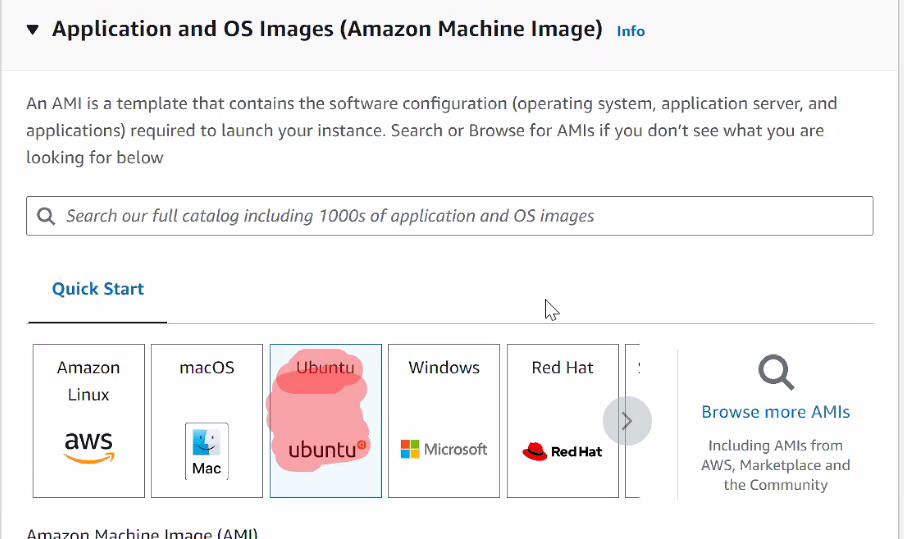 Application and OS Images (Amazon Machine Image) Info
An AMI is a template that contains the software configuration (operating system, application server, and
applications) required to launch your instance. Search or Browse for AMIs if you don’t see what you are
looking for below
Search our full catalog including 1000s of application and OS images
Quick Start
Amazon
Linux
aws
macOS
Mac
Ubuntu
ubuntu
Windows
Microsoft
Red Hat
Red Hat
Browse more AMIs
Including AMIs from
AWS, Marketplace and
the Community
Amazon Machine Image (AMI)